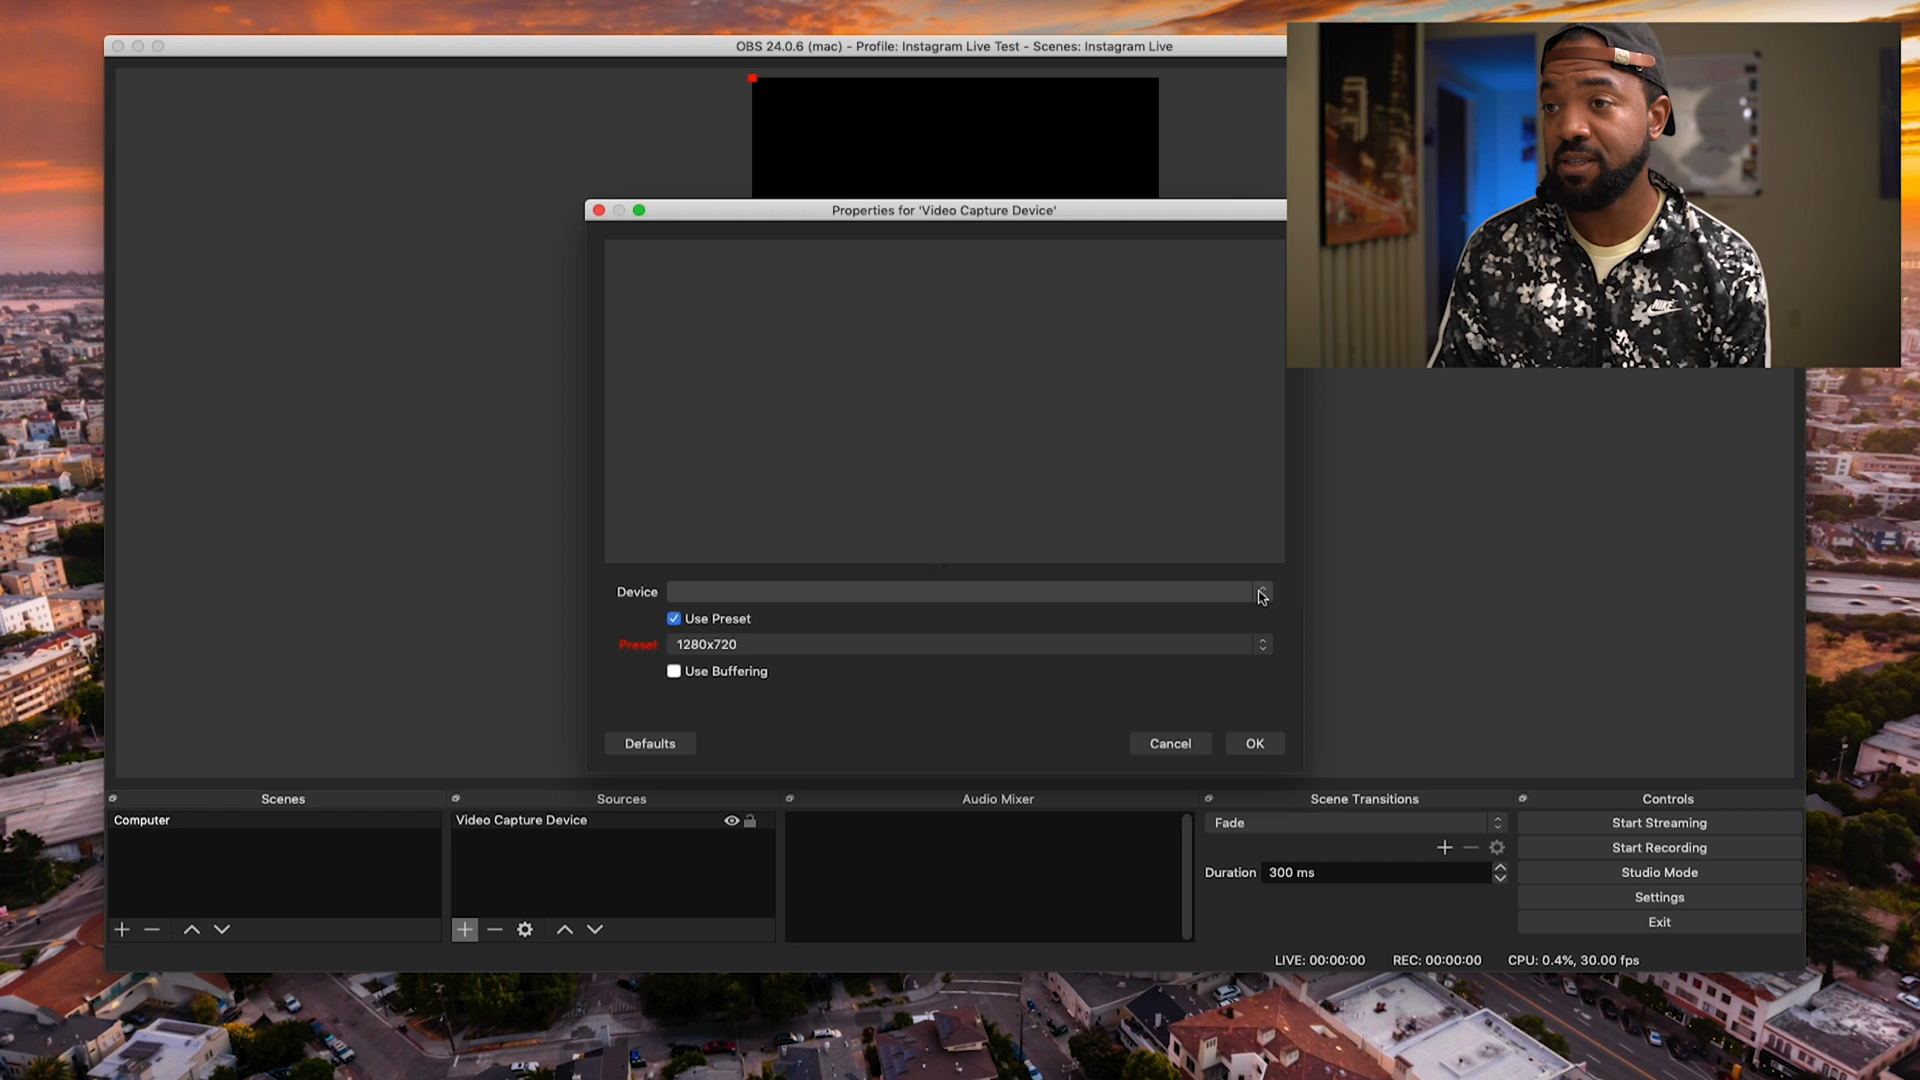 OBS 24.0.6 (mac) - Profile: Instagram Live Test - Scenes: Instagram Live
NIKE
Properties for 'Video Capture Device'
Device
Use Preset
Preset 1280x720
Use Buffering
Defaults Cancel OK
Scenes Sources Audio Mixer Scene Transitions Controls
Computer
Video Capture Device
Fade
Duration 300 ms
Start Streaming
Start Recording
Studio Mode
Settings
Exit
LIVE: 00:00:00 REC: 00:00:00 CPU: 0.4%, 30.00 fps